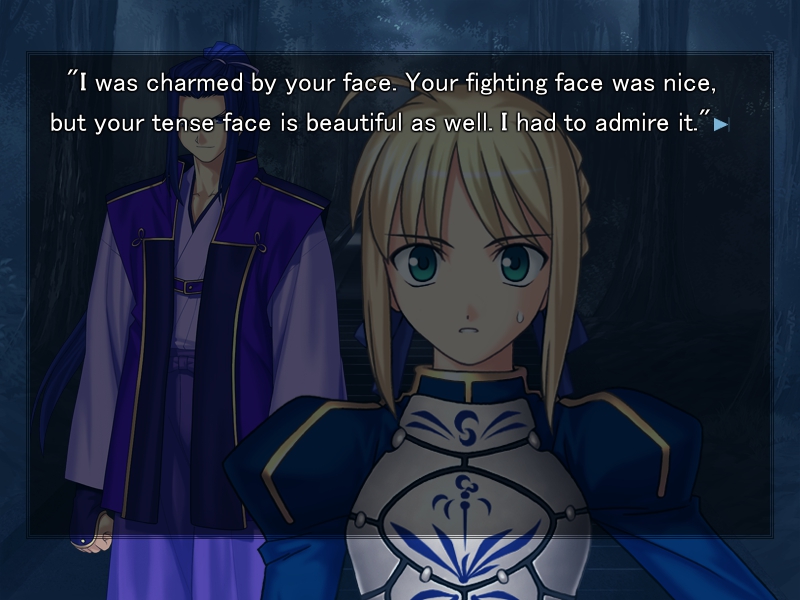 "I was charmed by your face. Your fighting face was nice,
but your tense face is beautiful as well. I had to admire it."